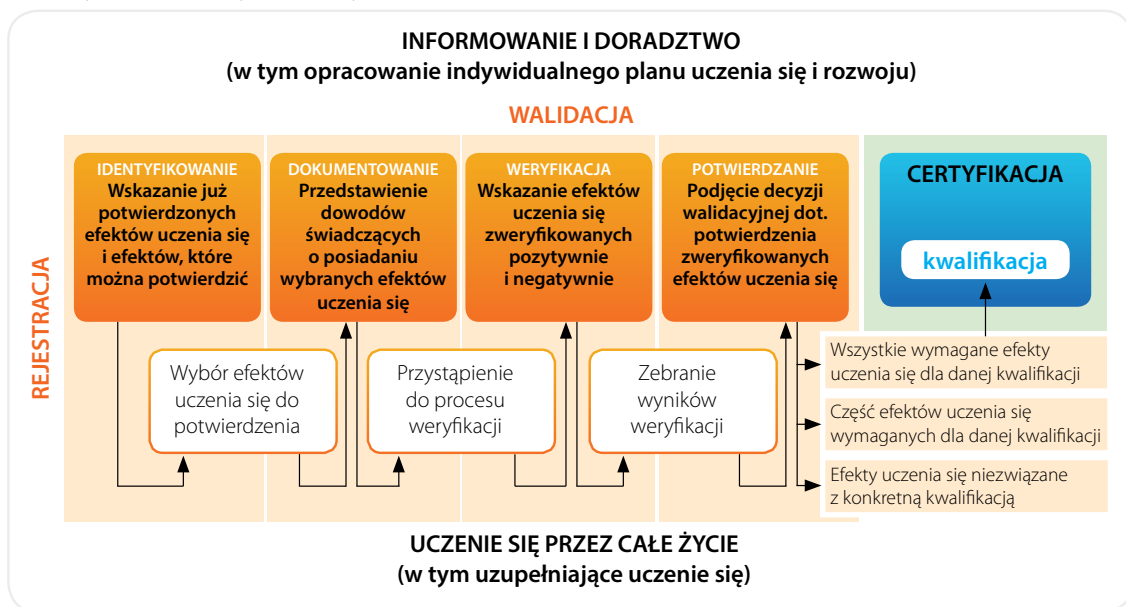 INFORMOWANIE I DORADZTWO
(w tym opracowanie indywidualnego planu uczenia się i rozwoju)
WALIDACJA
REJESTRACJA
IDENTYFIKOWANIE
Wskazanie już
potwierdzonych
efektów uczenia się
i efektów, które
można potwierdzić
DOKUMENTOWANIE
Przedstawienie
dowodów
świadczących
o posiadaniu
wybranych efektów
uczenia się
WERYFIKACJA
Wskazanie efektów
uczenia się
zweryfikowanych
pozytywnie
i negatywnie
POTWIERDZANIE
Podjęcie decyzji
walidacyjnej dot.
potwierdzenia
zweryfikowanych
efektów uczenia się
CERTYFIKACJA
kwalifikacja
Wybór efektów
uczenia się do
potwierdzenia
Przystąpienie
do procesu
weryfikacji
Zebranie
wyników
weryfikacji
Wszystkie wymagane efekty
uczenia się dla danej kwalifikacji
Część efektów uczenia się
wymaganych dla danej kwalifikacji
Efekty uczenia się niezwiązane
z konkretną kwalifikacją
UCZENIE SIĘ PRZEZ CAŁE ŻYCIE
(w tym uzupełniające uczenie się)